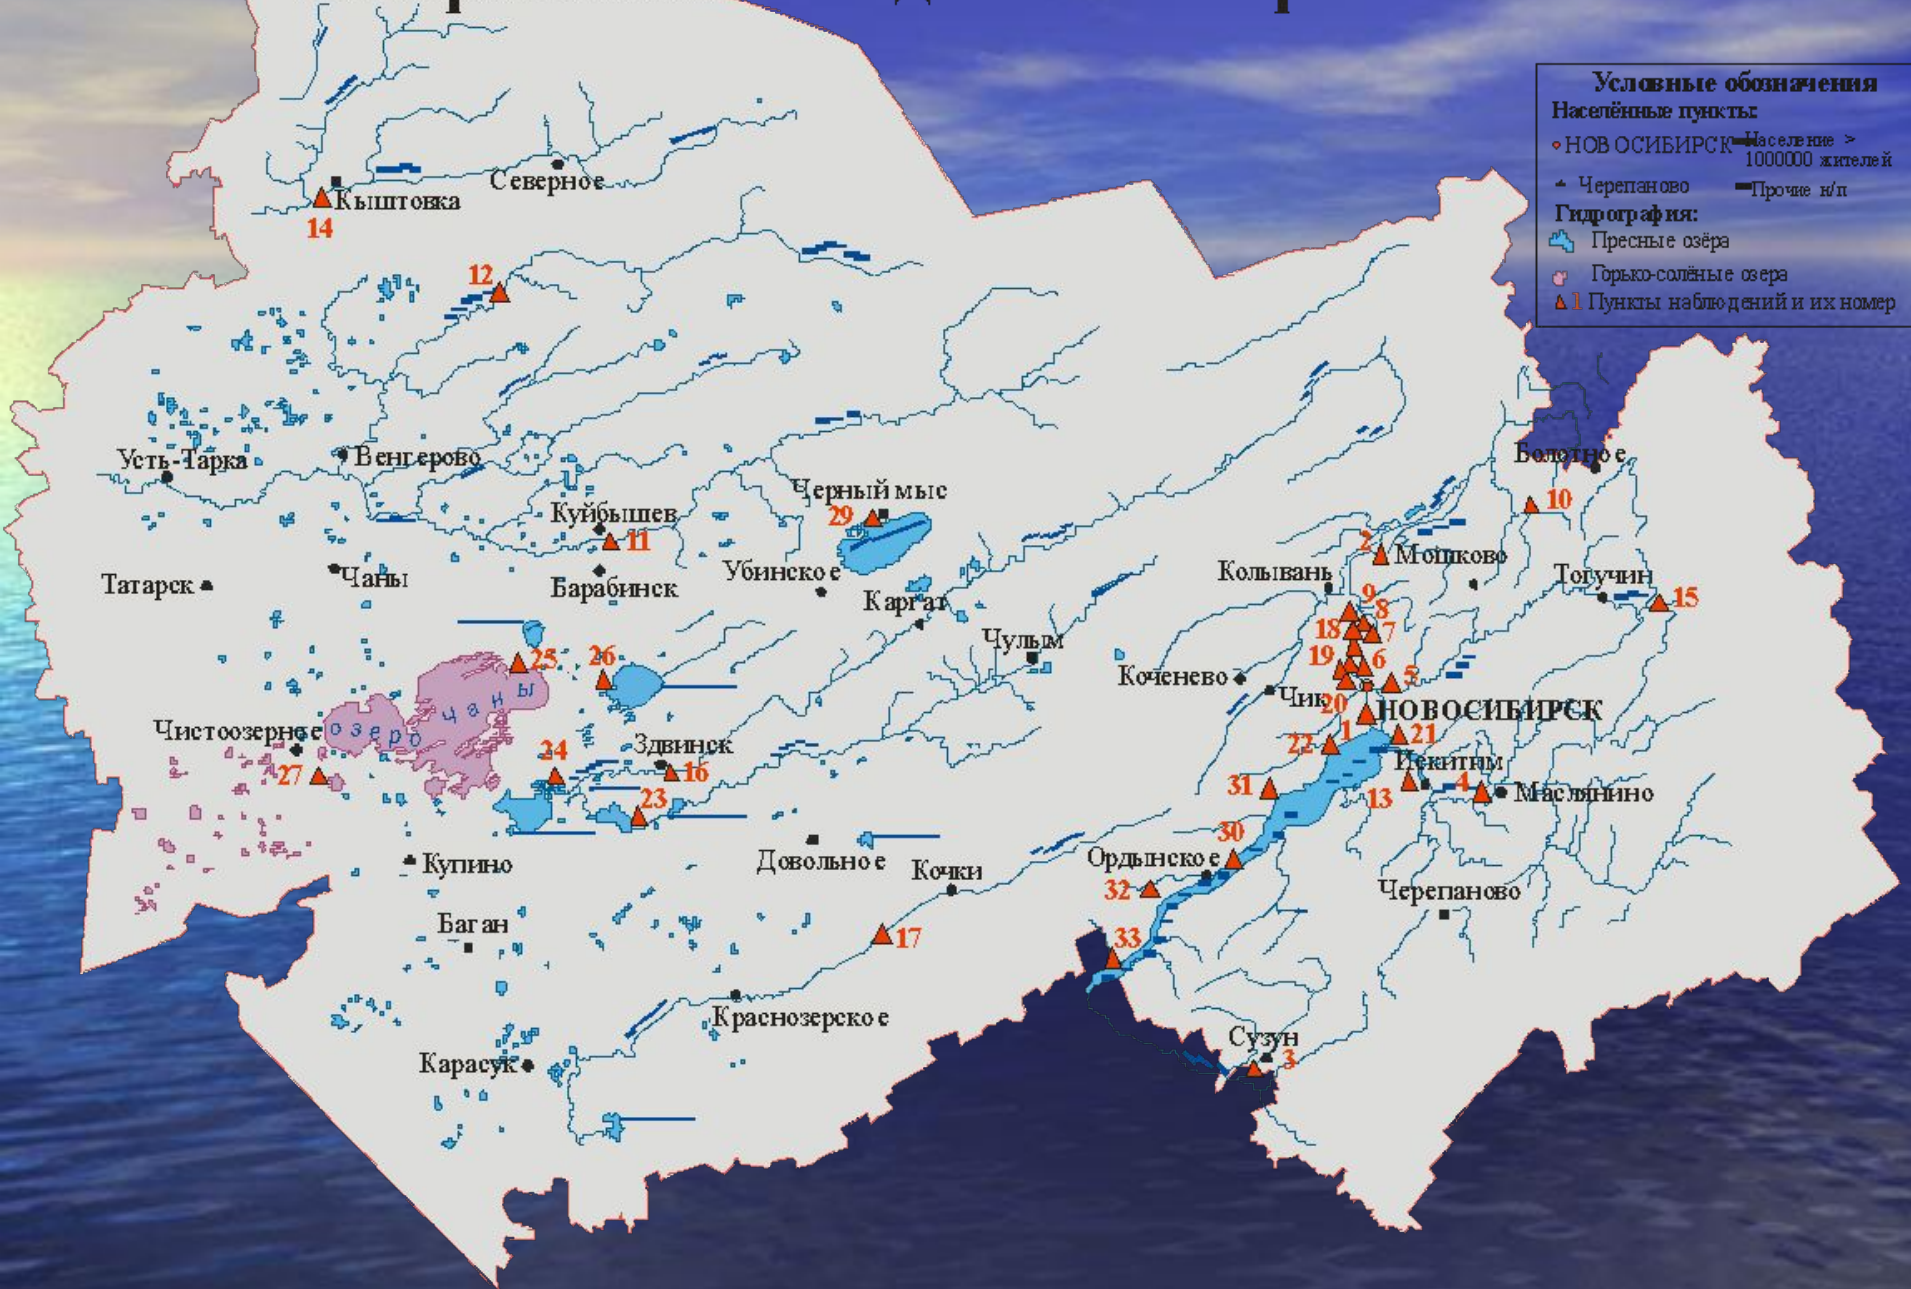 Условные обозначения
Населённые пункты:
НОВОСИБИРСК
Население >
1000000 жителей
Черепаново
Прочие н/п
Гидрография:
Пресные озёра
Горько-солёные озера
1 Пункты наблюдений и их номер
Северное
Кыштовка
14
12
Усть-Тарка
Венгерово
Болотное
Черный мыс
29
10
Куйбышев
11
2
Мошково
Татарск
Чаны
Барабинск
Убинское
Колывань
Тогучин
15
Каргат
9
8
18
7
Чулым
25
26
19
6
Коченево
5
Чик
20
НОВОСИБИРСК
озеро Чаны
Чистоозерное
1
21
22
24
Здвинск
16
27
Искитим
31
13
4
Маслянино
23
30
Довольное
Ордынское
Купино
Кочки
32
Черепаново
Баган
17
33
Краснозерское
Сузун
3
Карасук